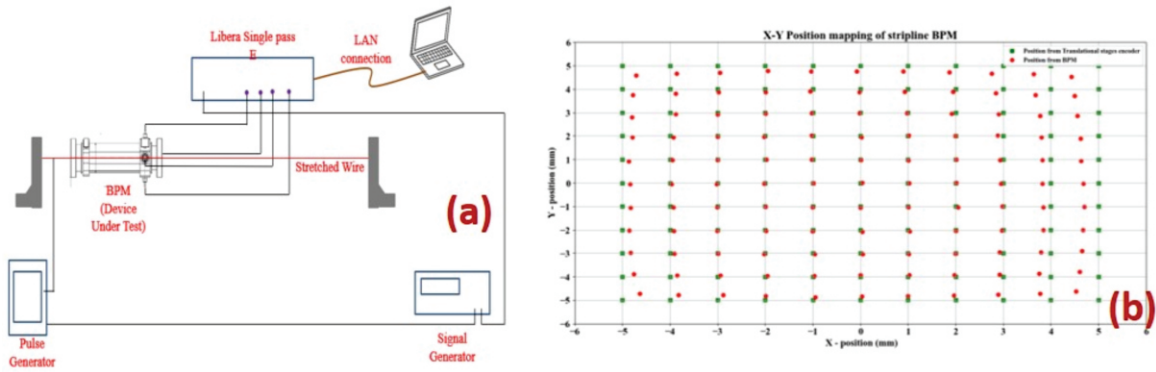 (a)
Libera Single pass
E
LAN
connection
Stretched Wire
BPM
(Device
Under Test)
Pulse
Generator
Signal
Generator
X-Y Position mapping of stripline BPM
Position from Translational stages encoder
Position from BPM
Y - position (mm)
6
5
4
3
2
1
0
−1
−2
−3
−4
−5
−6
−6 −5 −4 −3 −2 −1 0 1 2 3 4 5 6
X - position (mm)
(b)